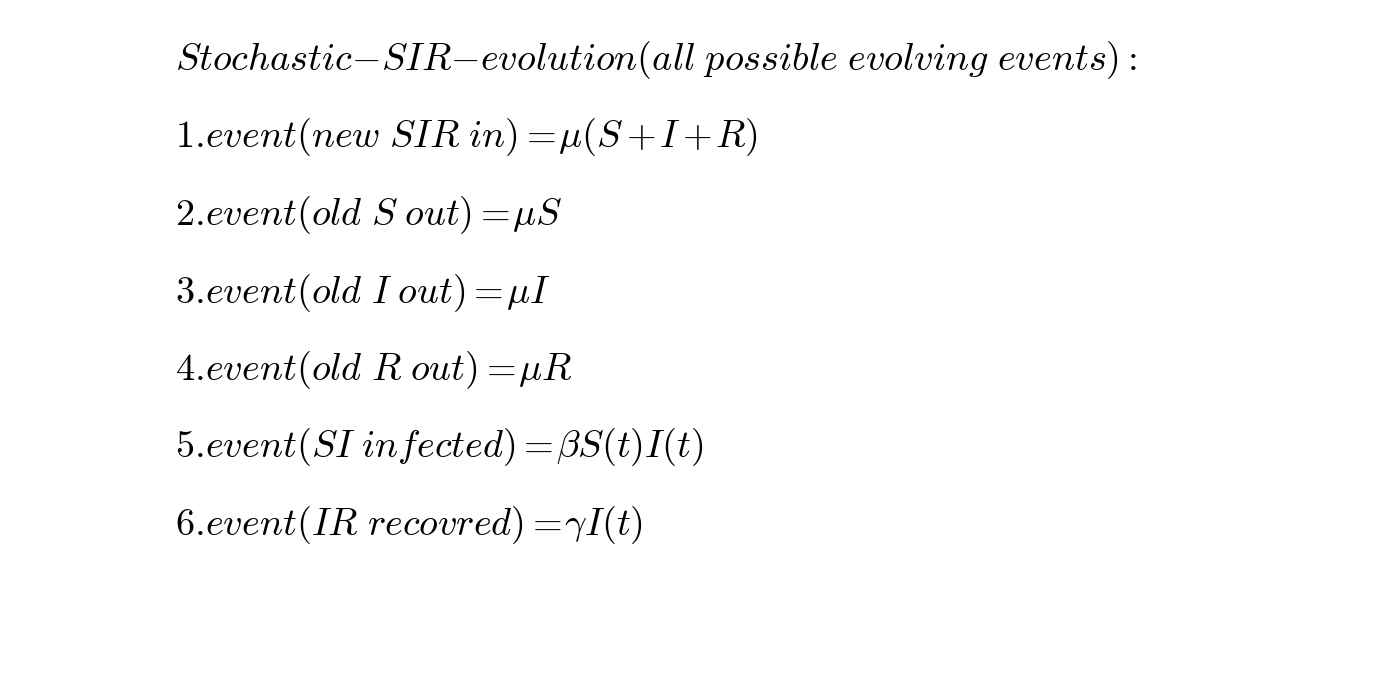 Stochastic−SIR−evolution(all possible evolving events) :
1.event(new SIR in) = μ(S + I + R)
2.event(old S out) = μS
3.event(old I out) = μI
4.event(old R out) = μR
5.event(SI infected) = βS(t)I(t)
6.event(IR recovred) = γI(t)